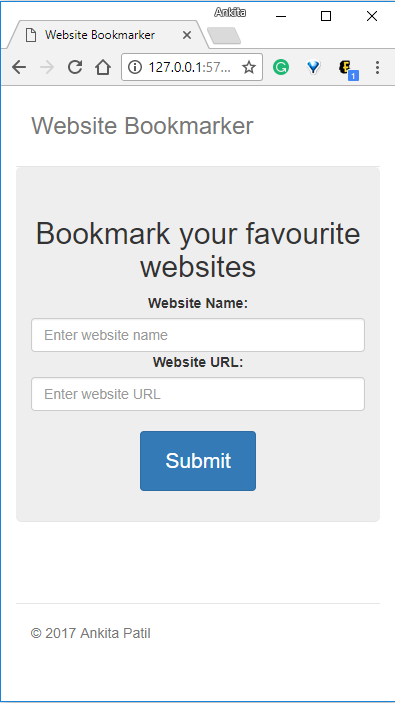 Ankita
Website Bookmarker
127.0.0.1:57...
1
Website Bookmarker
Bookmark your favourite
websites
Website Name:
Enter website name
Website URL:
Enter website URL
Submit
© 2017 Ankita Patil